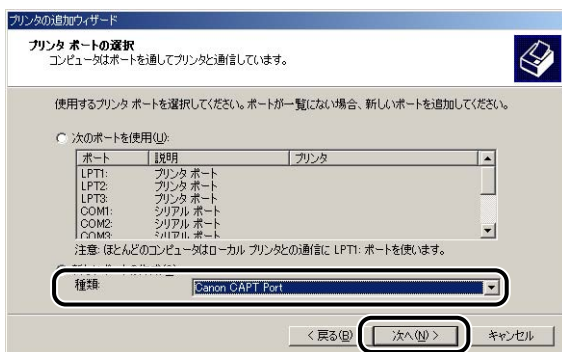 プリンタの追加ウィザード
プリンタ ポートの選択
コンピュータはポートを通してプリンタと通信しています。
使用するプリンタ ポートを選択してください。ポートが一覧にない場合、新しいポートを追加してください。
次のポートを使用(U):
ポート 説明 プリンタ
LPT1: プリンタ ポート
LPT2: プリンタ ポート
LPT3: プリンタ ポート
COM1: シリアル ポート
COM2: シリアル ポート
COM3: シリアル ポート
注意: ほとんどのコンピュータはローカル プリンタとの通信に LPT1: ポートを使います。
種類: Canon CAPT Port
< 戻る(B) 次へ(N) > キャンセル